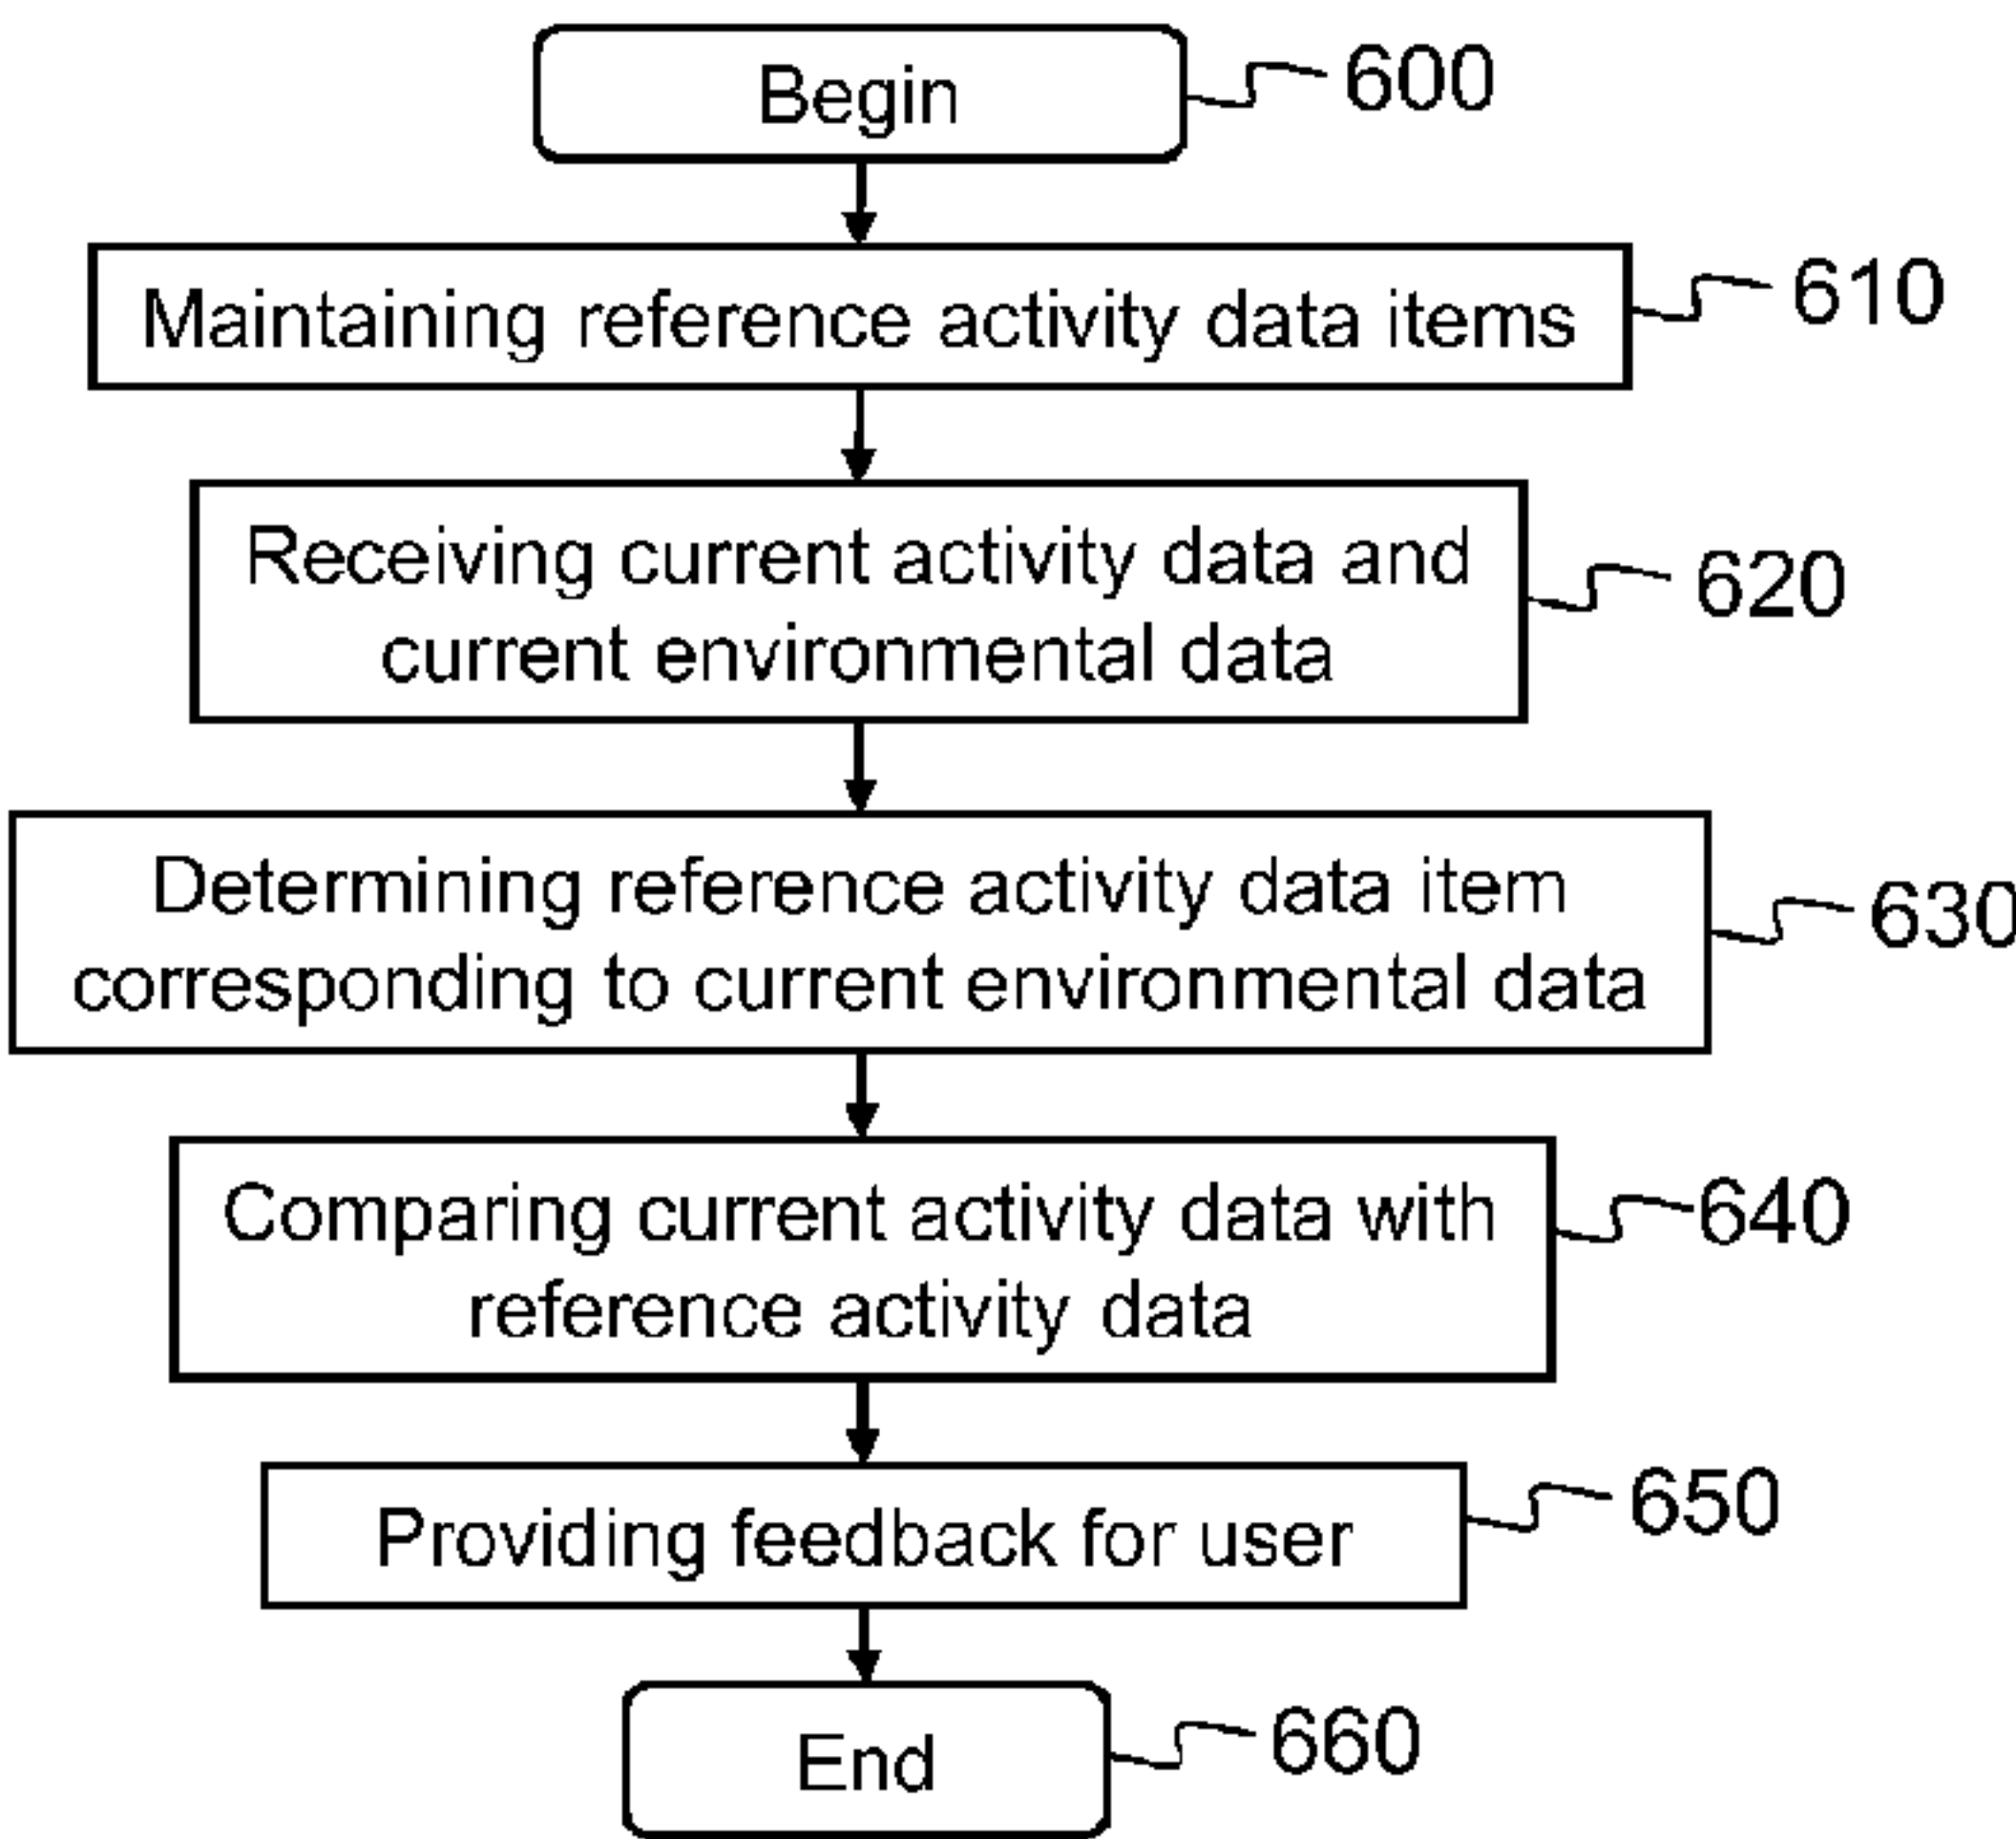 Begin
600
Maintaining reference activity data items
610
Receiving current activity data and
current environmental data
620
Determining reference activity data item
corresponding to current environmental data
630
Comparing current activity data with
reference activity data
640
Providing feedback for user
650
End
660